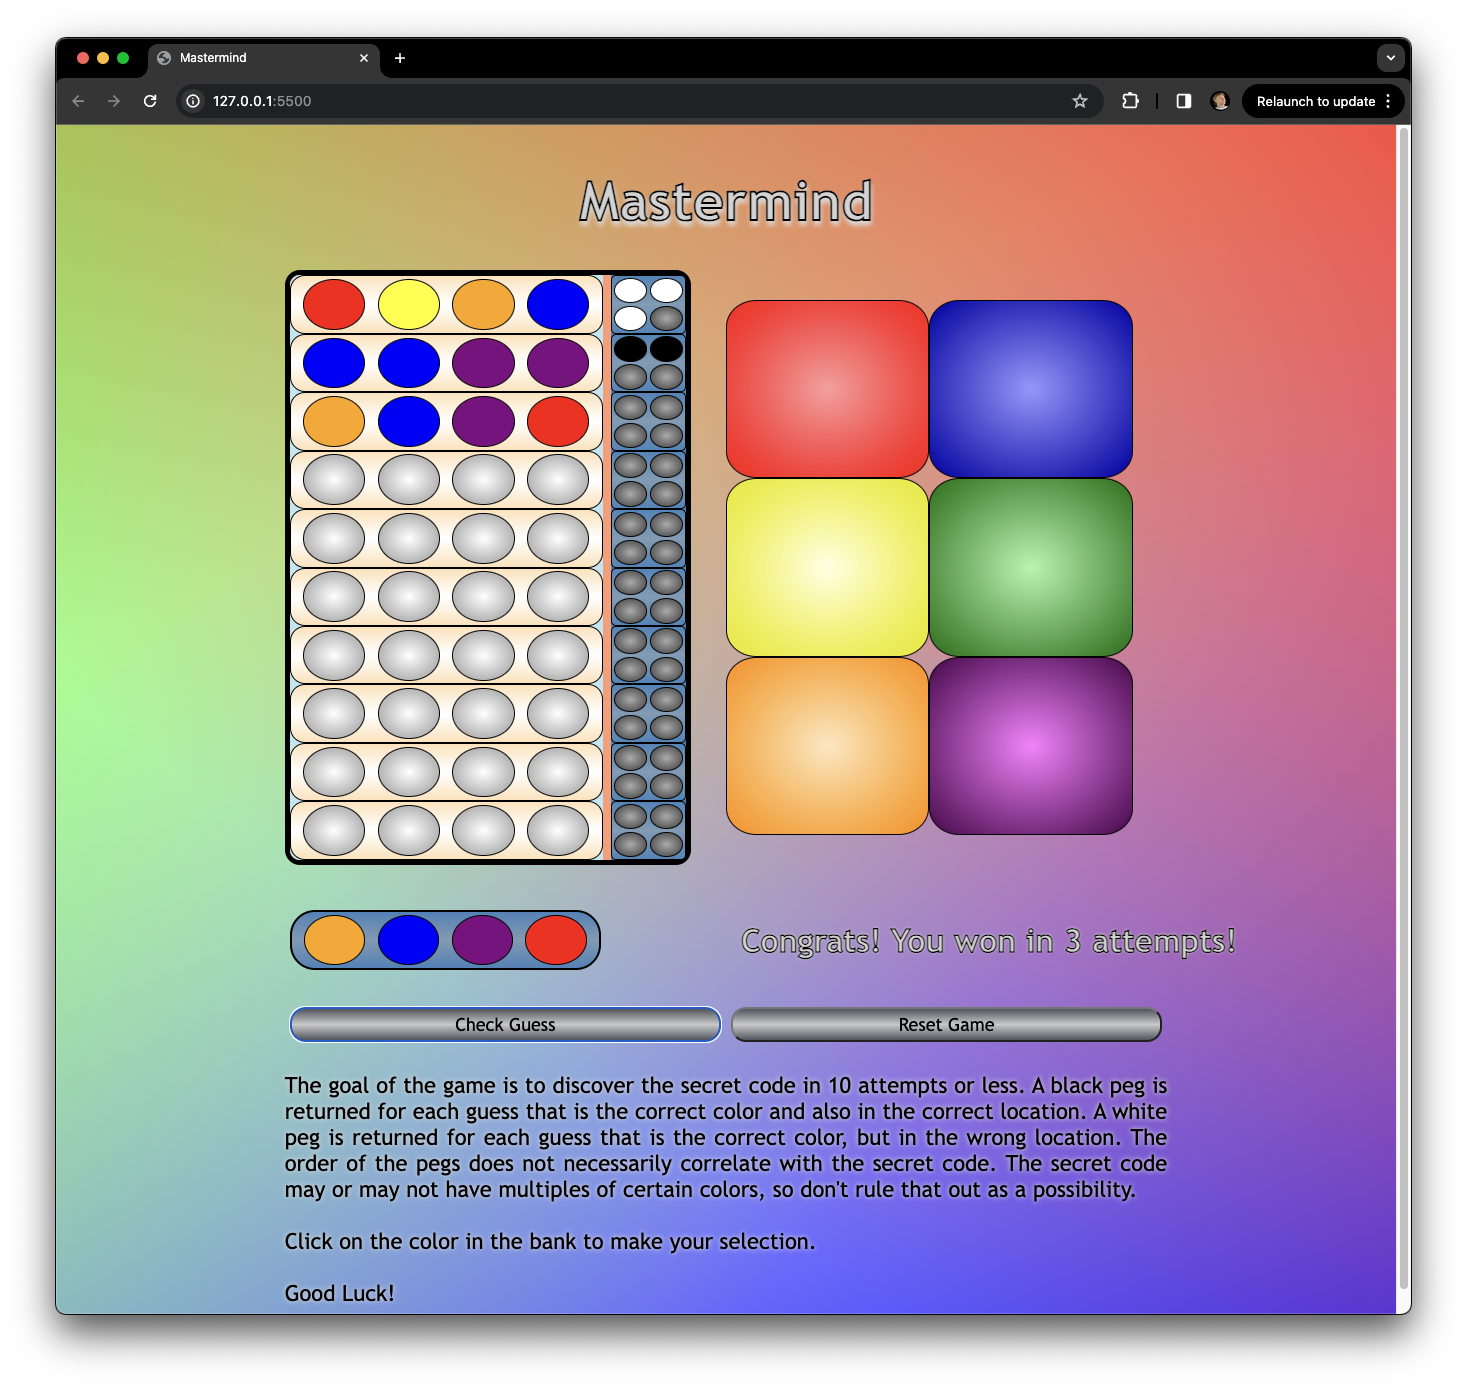 Mastermind
127.0.0.1:5500
Relaunch to update
Mastermind
Congrats! You won in 3 attempts!
Check Guess
Reset Game
The goal of the game is to discover the secret code in 10 attempts or less. A black peg is
returned for each guess that is the correct color and also in the correct location. A white
peg is returned for each guess that is the correct color, but in the wrong location. The
order of the pegs does not necessarily correlate with the secret code. The secret code
may or may not have multiples of certain colors, so don't rule that out as a possibility.
Click on the color in the bank to make your selection.
Good Luck!